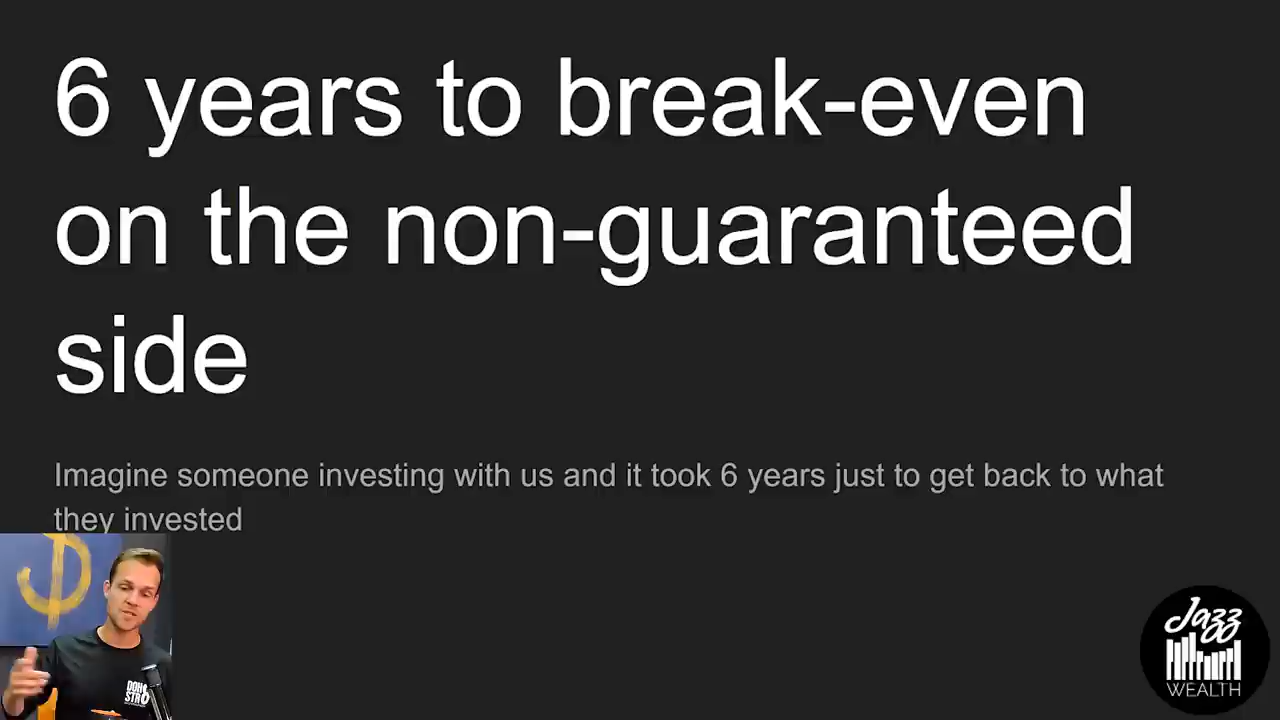 6 years to break-even
on the non-guaranteed
side
Imagine someone investing with us and it took 6 years just to get back to what
they invested
Jazz
WEALTH